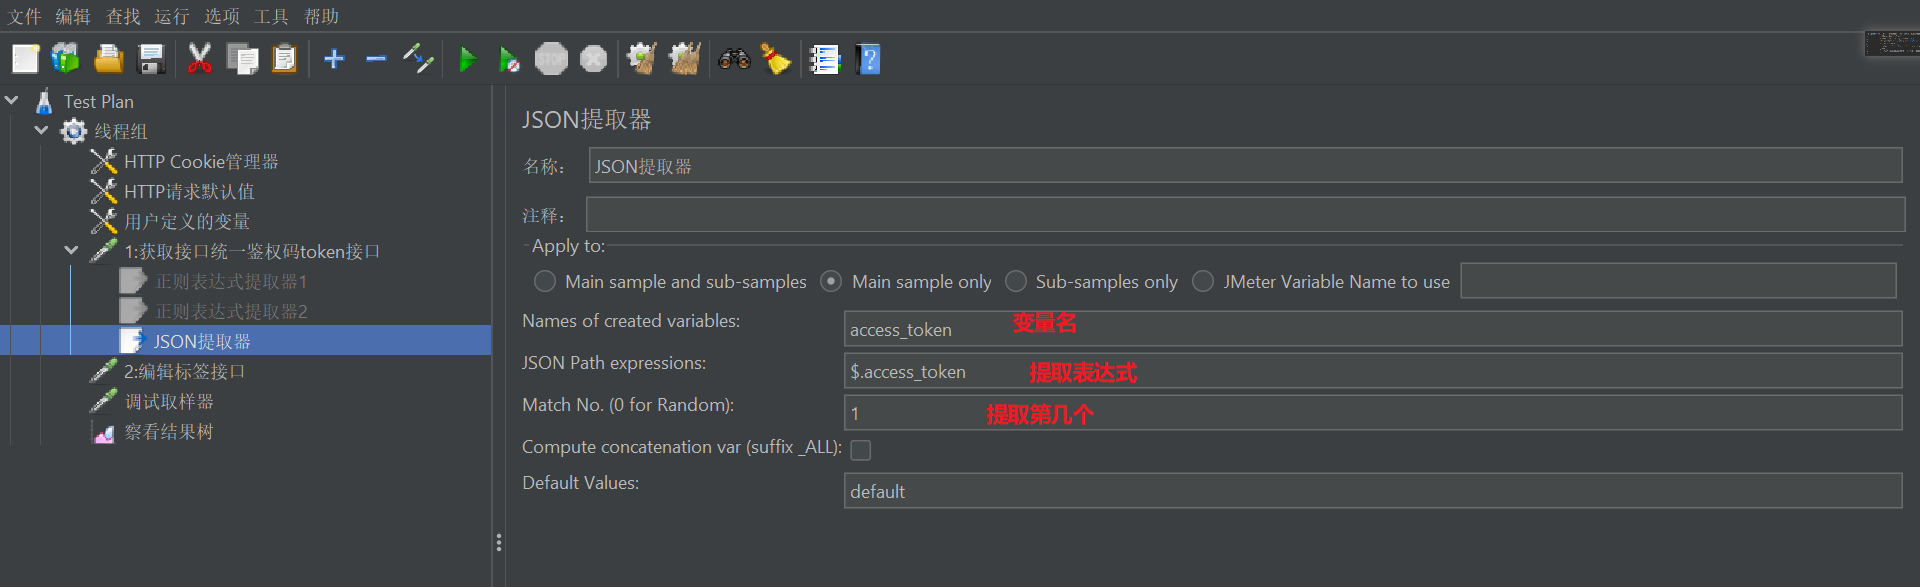 文件 编辑 查找 运行 选项 工具 帮助
STOP
Test Plan
线程组
HTTP Cookie管理器
HTTP请求默认值
用户定义的变量
1:获取接口统一鉴权码token接口
正则表达式提取器1
正则表达式提取器2
JSON提取器
2:编辑标签接口
调试取样器
察看结果树
JSON提取器
名称: JSON提取器
注释:
Apply to:
Main sample and sub-samples Main sample only Sub-samples only JMeter Variable Name to use
Names of created variables: access_token 变量名
JSON Path expressions: $.access_token 提取表达式
Match No. (0 for Random): 1 提取第几个
Compute concatenation var (suffix _ALL):
Default Values: default